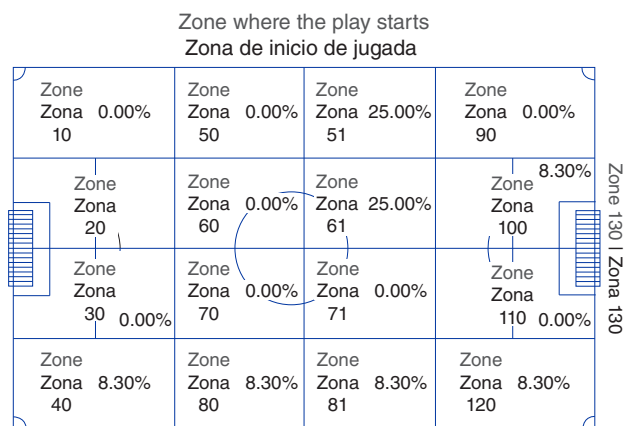 Zone where the play starts
Zona de inicio de jugada
Zone
Zona 0.00%
10
Zone
Zona 0.00%
50
Zone
Zona 25.00%
51
Zone
Zona 0.00%
90
Zone
Zona
20
Zone
Zona 0.00%
60
Zone
Zona 25.00%
61
8.30%
Zone
Zona
100
Zone
Zona
30 0.00%
Zone
Zona 0.00%
70
Zone
Zona 0.00%
71
Zone
Zona
110 0.00%
Zone
Zona 8.30%
40
Zone
Zona 8.30%
80
Zone
Zona 8.30%
81
Zone
Zona 8.30%
120
Zone 130 | Zona 130